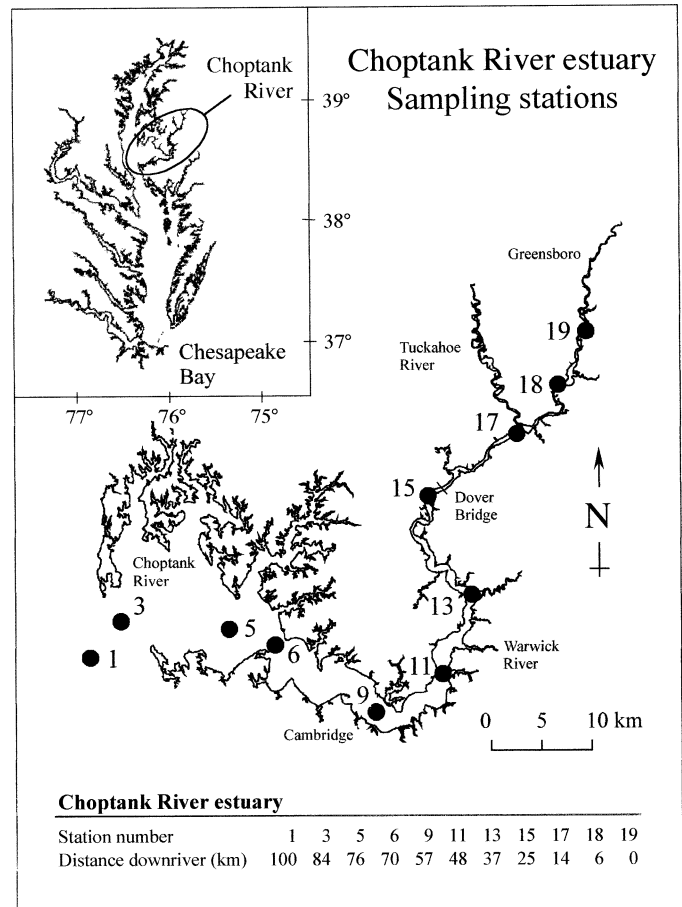 Choptank
River
Choptank River estuary
Sampling stations
39°
38°
37°
Chesapeake
Bay
77°
76°
75°
Greensboro
19
Tuckahoe
River
18
17
15
Dover
Bridge
N
Choptank
River
13
3
5
6
1
Warwick
River
11
9
Cambridge
0 5 10 km
Choptank River estuary
Station number 1 3 5 6 9 11 13 15 17 18 19
Distance downriver (km) 100 84 76 70 57 48 37 25 14 6 0